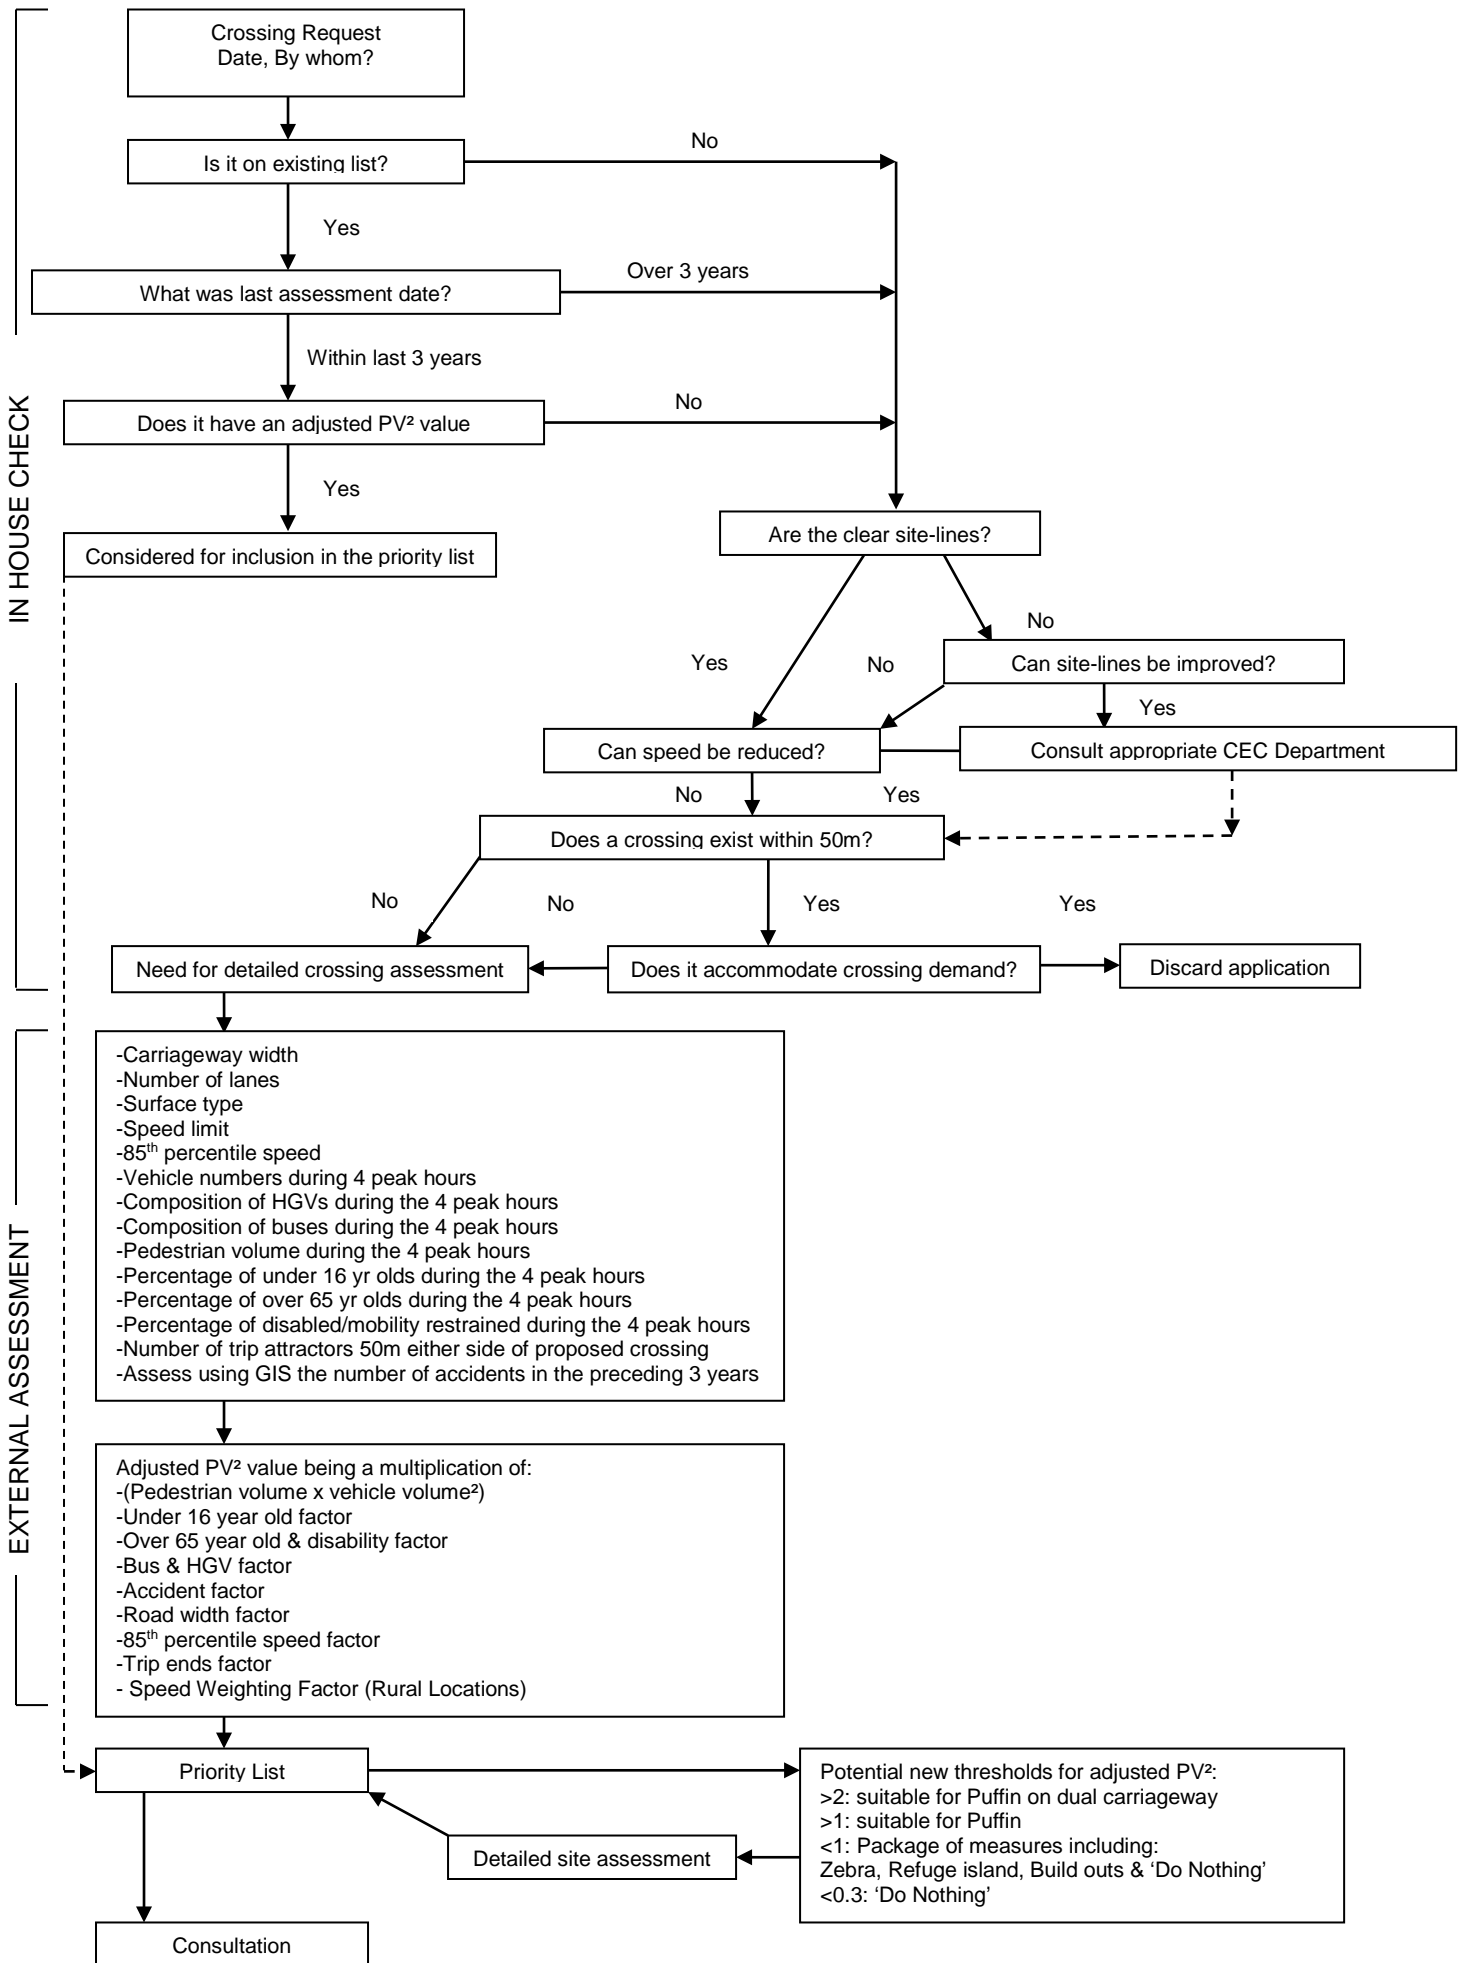 Crossing Request
Date, By whom?
No
Is it on existing list?
Yes
Over 3 years
What was last assessment date?
Within last 3 years
IN HOUSE CHECK
No
Does it have an adjusted PV² value
Yes
Are the clear site-lines?
Considered for inclusion in the priority list
No
Yes
No
Can site-lines be improved?
Yes
Can speed be reduced?
Consult appropriate CEC Department
No
Yes
Does a crossing exist within 50m?
No
No
Yes
Yes
Need for detailed crossing assessment
Does it accommodate crossing demand?
Discard application
EXTERNAL ASSESSMENT
-Carriageway width
-Number of lanes
-Surface type
-Speed limit
-85th percentile speed
-Vehicle numbers during 4 peak hours
-Composition of HGVs during the 4 peak hours
-Composition of buses during the 4 peak hours
-Pedestrian volume during the 4 peak hours
-Percentage of under 16 yr olds during the 4 peak hours
-Percentage of over 65 yr olds during the 4 peak hours
-Percentage of disabled/mobility restrained during the 4 peak hours
-Number of trip attractors 50m either side of proposed crossing
-Assess using GIS the number of accidents in the preceding 3 years
Adjusted PV² value being a multiplication of:
-(Pedestrian volume x vehicle volume²)
-Under 16 year old factor
-Over 65 year old & disability factor
-Bus & HGV factor
-Accident factor
-Road width factor
-85th percentile speed factor
-Trip ends factor
- Speed Weighting Factor (Rural Locations)
Priority List
Potential new thresholds for adjusted PV²:
>2: suitable for Puffin on dual carriageway
>1: suitable for Puffin
<1: Package of measures including:
Zebra, Refuge island, Build outs & ‘Do Nothing’
<0.3: ‘Do Nothing’
Detailed site assessment
Consultation